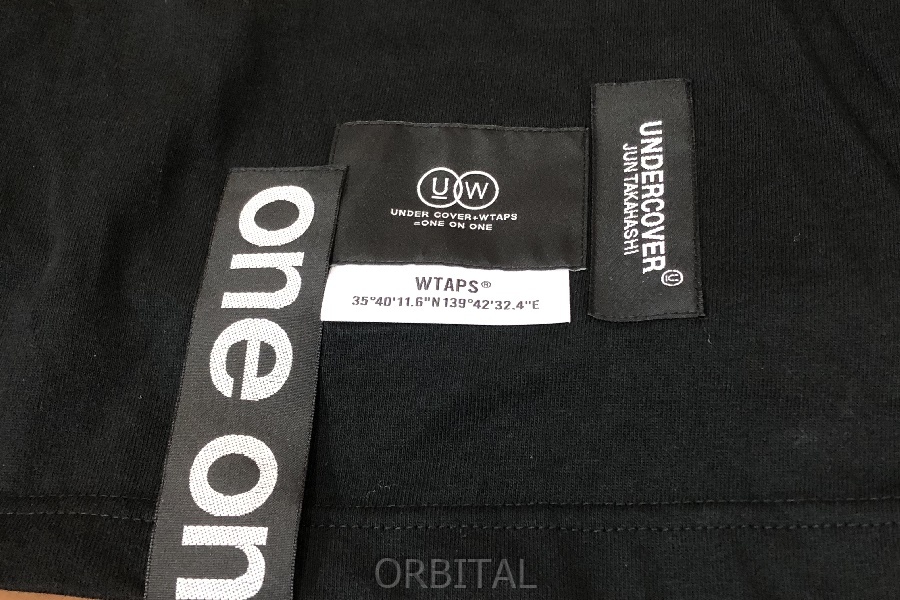 one on
U W
UNDER COVER+WTAPS
=ONE ON ONE
WTAPS®
35°40'11.6"N 139°42'32.4"E
UNDERCOVER
JUN TAKAHASHI
U
ORBITAL